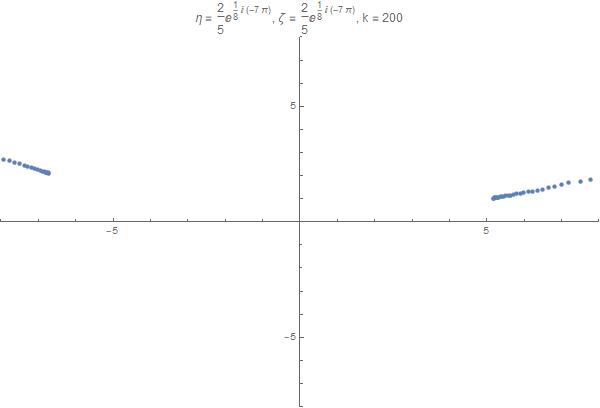 η = 2/5 e^(1/8 i (-7 π)), ζ = 2/5 e^(1/8 i (-7 π)), k = 200
5
-5
5
-5